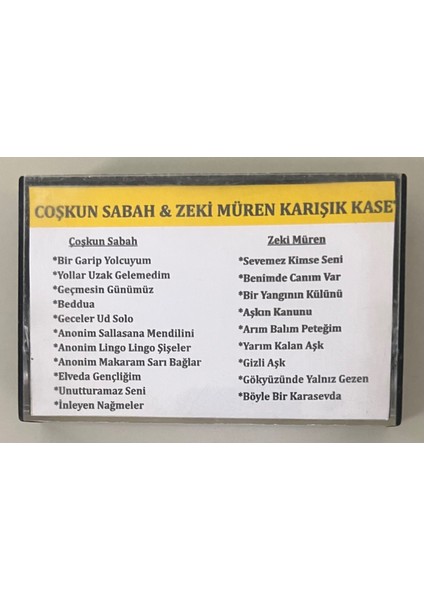 COŞKUN SABAH & ZEKİ MÜREN KARIŞIK KASE
Çoşkun Sabah
*Bir Garip Yolcuyum
*Yollar Uzak Gelemedim
*Geçmesin Günümüz
*Beddua
*Geceler Ud Solo
*Anonim Sallasana Mendilini
*Anonim Lingo Lingo Şişeler
*Anonim Makaram Sarı Bağlar
*Elveda Gençliğim
*Unutturamaz Seni
*İnleyen Nağmeler
Zeki Müren
*Sevemez Kimse Seni
*Benimde Canım Var
*Bir Yangının Külünü
*Aşkın Kanunu
*Arım Balım Peteğim
*Yarım Kalan Aşk
*Gizli Aşk
*Gökyüzünde Yalnız Gezen
*Böyle Bir Karasevda